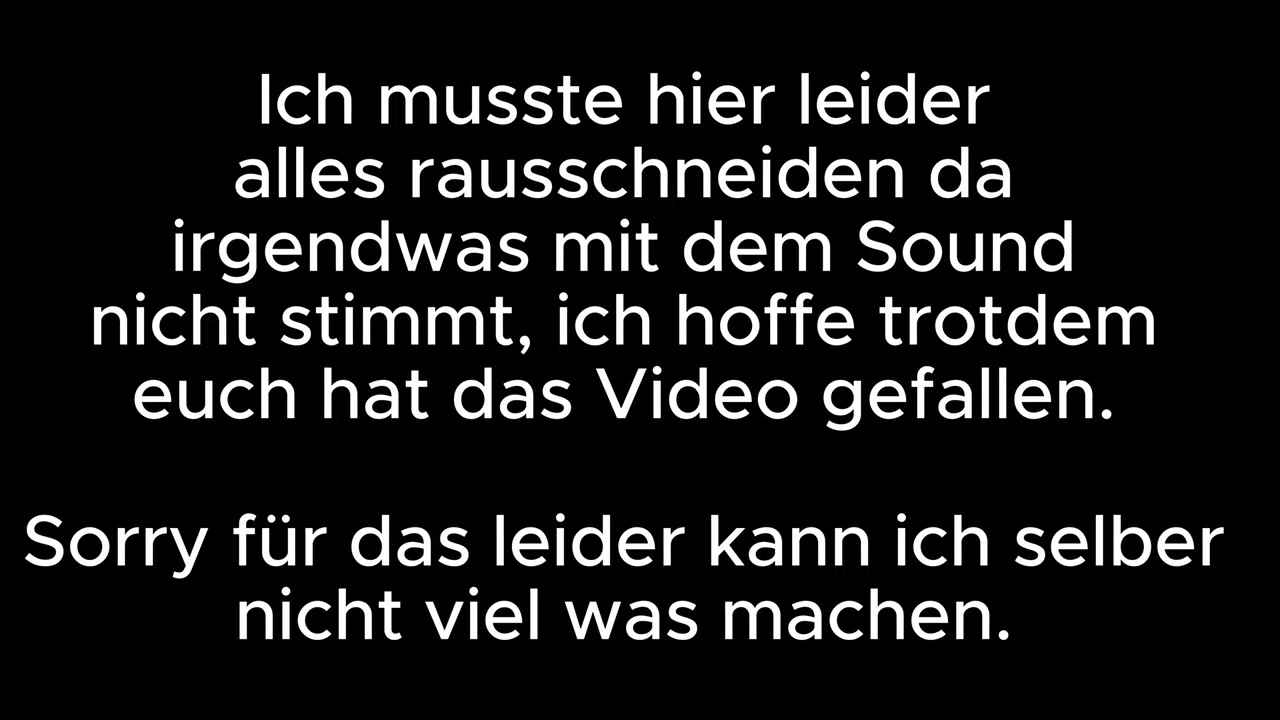 Ich musste hier leider
alles rausschneiden da
irgendwas mit dem Sound
nicht stimmt, ich hoffe trotdem
euch hat das Video gefallen.
Sorry für das leider kann ich selber
nicht viel was machen.